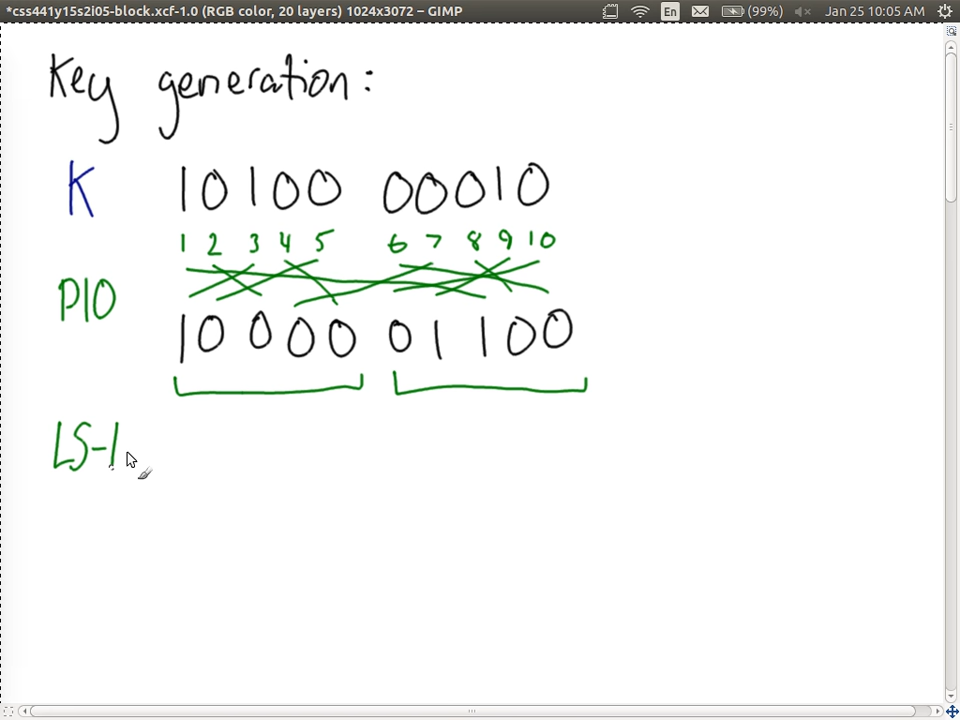 *css441y15s2i05-block.xcf-1.0 (RGB color, 20 layers) 1024x3072 – GIMP En (99%) Jan 25 10:05 AM
Key generation:
K 10100 00010
1 2 3 4 5 6 7 8 9 10
P10 10000 01100
LS-1